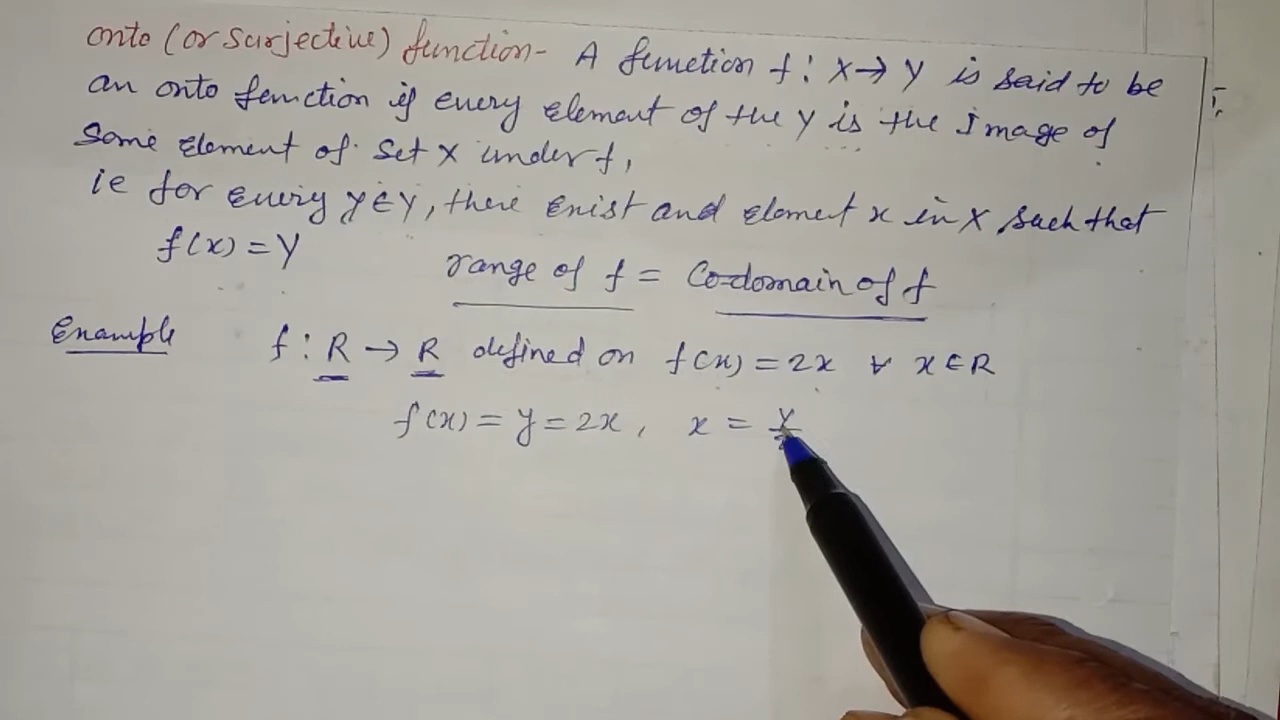 onto (or Surjective) function- A function f : X → Y is said to be
an onto function if every element of the Y is the Image of
Some element of Set X under f,
ie for every y ∈ Y, there exist and element x in X such that
f(x) = Y
range of f = Co-domain of f
Example f : R → R defined on f(x) = 2x ∀ x ∈ R
f(x) = y = 2x, x = y/2